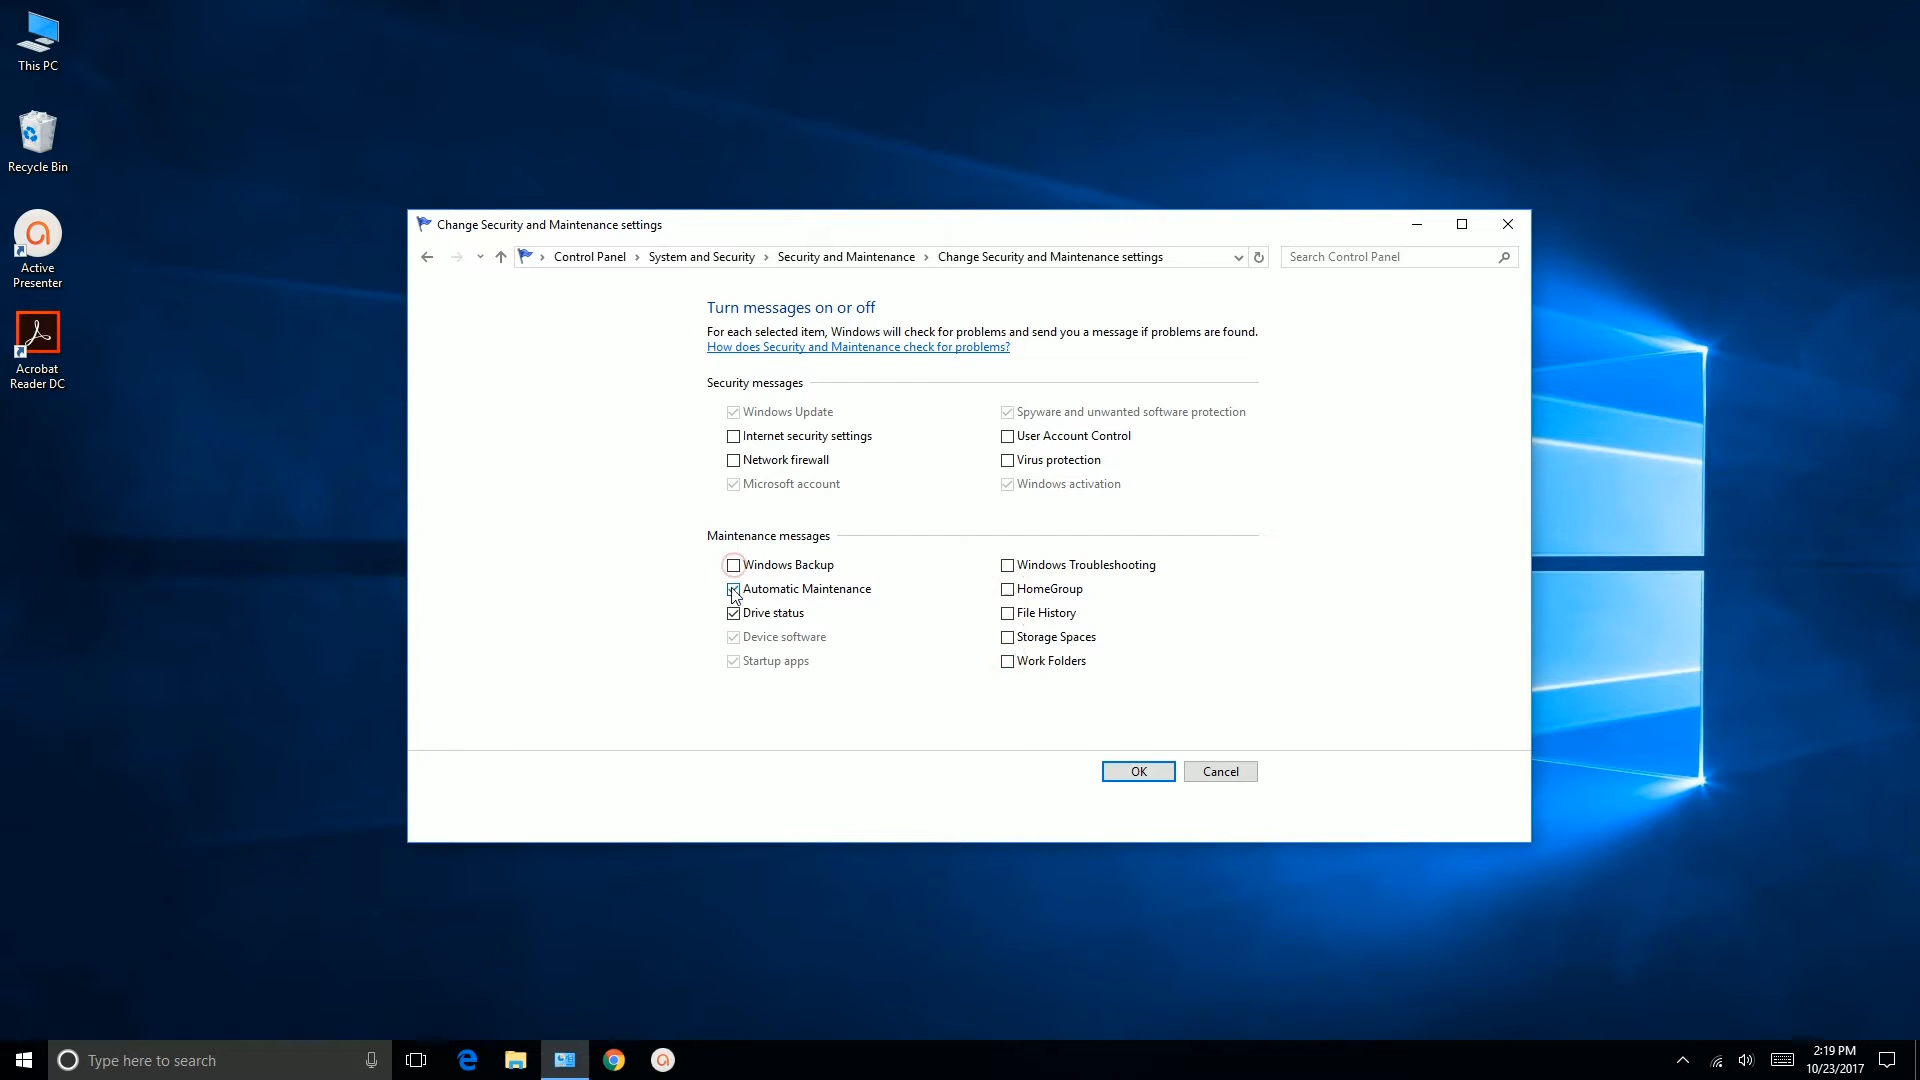 This PC
Recycle Bin
Active
Presenter
Acrobat
Reader DC
Change Security and Maintenance settings
Control Panel
System and Security
Security and Maintenance
Change Security and Maintenance settings
Search Control Panel
Turn messages on or off
For each selected item, Windows will check for problems and send you a message if problems are found.
How does Security and Maintenance check for problems?
Security messages
Windows Update
Spyware and unwanted software protection
Internet security settings
User Account Control
Network firewall
Virus protection
Microsoft account
Windows activation
Maintenance messages
Windows Backup
Windows Troubleshooting
Automatic Maintenance
HomeGroup
Drive status
File History
Device software
Storage Spaces
Startup apps
Work Folders
OK
Cancel
Type here to search
2:19 PM
10/23/2017